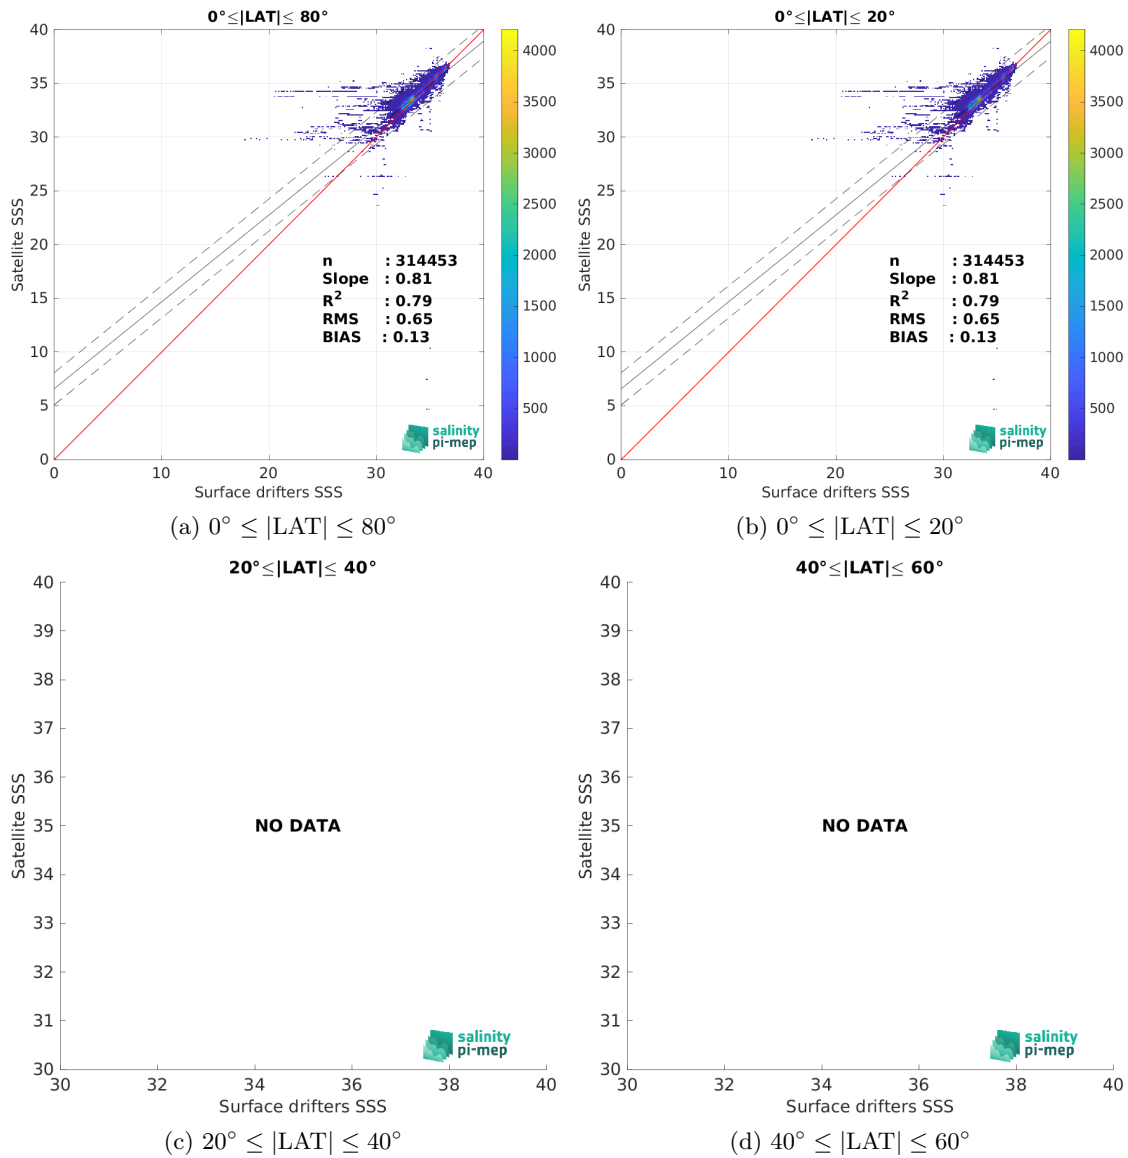 0°≤|LAT|≤ 80°
40
35
30
25
20
15
10
5
0
Satellite SSS
0
10
20
30
40
Surface drifters SSS
n : 314453
Slope : 0.81
R² : 0.79
RMS : 0.65
BIAS : 0.13
salinity
pi-mep
4000
3500
3000
2500
2000
1500
1000
500
(a) 0° ≤ |LAT| ≤ 80°
0°≤|LAT|≤ 20°
40
35
30
25
20
15
10
5
0
Satellite SSS
0
10
20
30
40
Surface drifters SSS
n : 314453
Slope : 0.81
R² : 0.79
RMS : 0.65
BIAS : 0.13
salinity
pi-mep
4000
3500
3000
2500
2000
1500
1000
500
(b) 0° ≤ |LAT| ≤ 20°
20°≤|LAT|≤ 40°
40
39
38
37
36
35
34
33
32
31
30
Satellite SSS
NO DATA
salinity
pi-mep
30
32
34
36
38
40
Surface drifters SSS
(c) 20° ≤ |LAT| ≤ 40°
40°≤|LAT|≤ 60°
40
39
38
37
36
35
34
33
32
31
30
Satellite SSS
NO DATA
salinity
pi-mep
30
32
34
36
38
40
Surface drifters SSS
(d) 40° ≤ |LAT| ≤ 60°